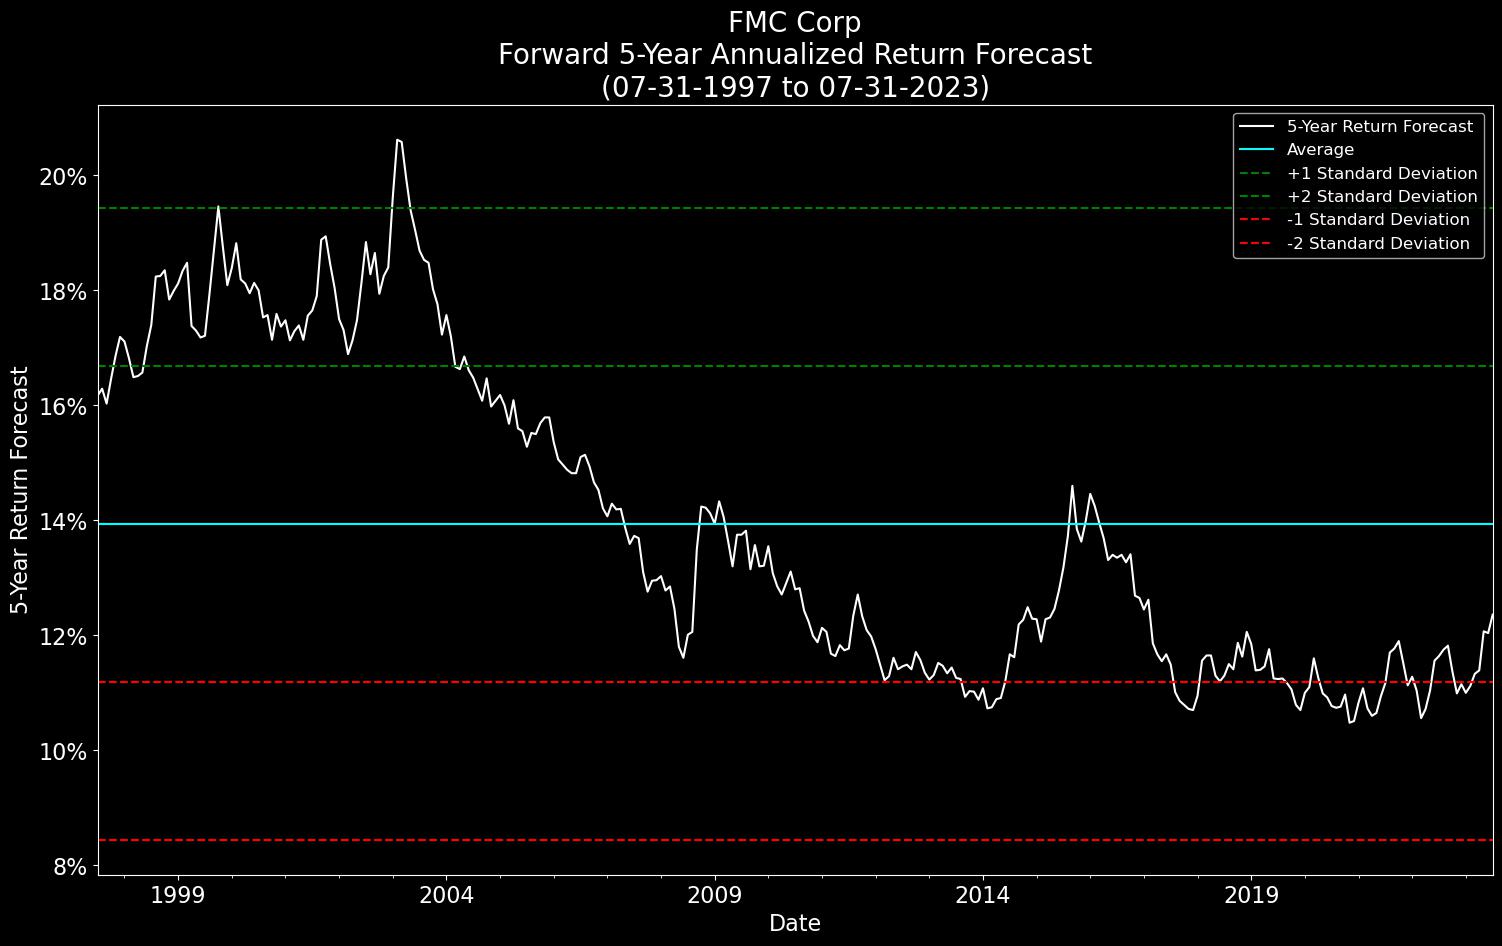 FMC Corp
Forward 5-Year Annualized Return Forecast
(07-31-1997 to 07-31-2023)
5-Year Return Forecast
Average
+1 Standard Deviation
+2 Standard Deviation
-1 Standard Deviation
-2 Standard Deviation
5-Year Return Forecast
20%
18%
16%
14%
12%
10%
8%
1999
2004
2009
2014
2019
Date